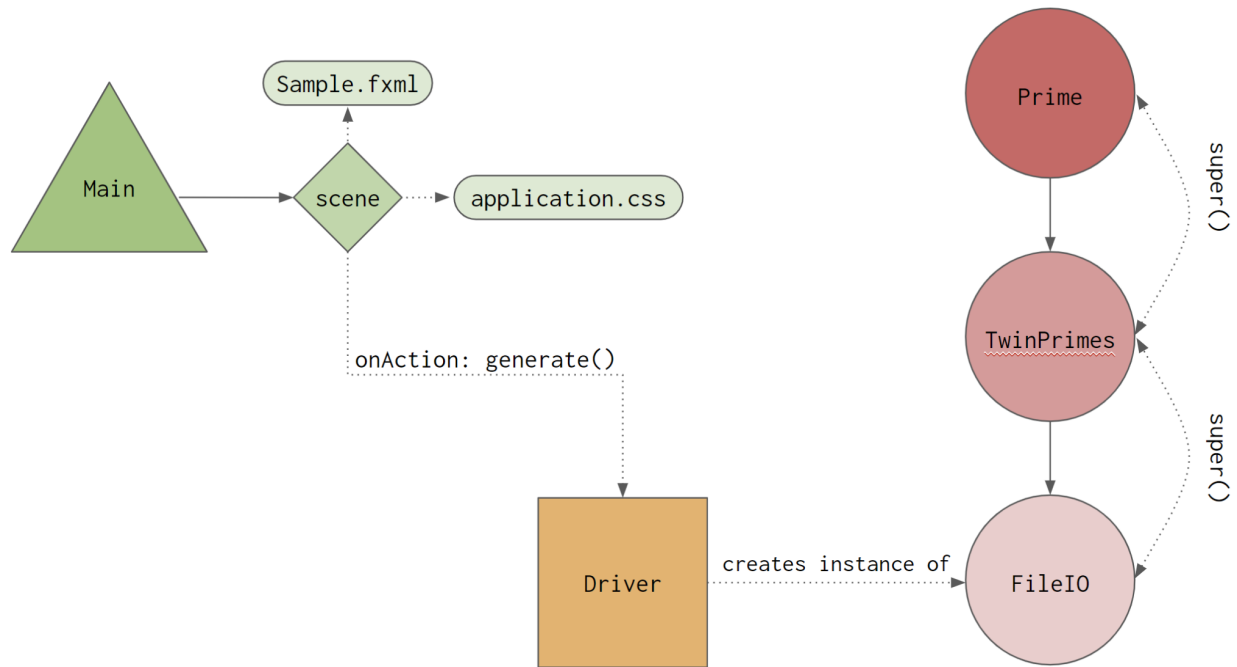 Sample.fxml
Prime
Main
scene
application.css
super()
TwinPrimes
onAction: generate()
super()
creates instance of
Driver
FileIO